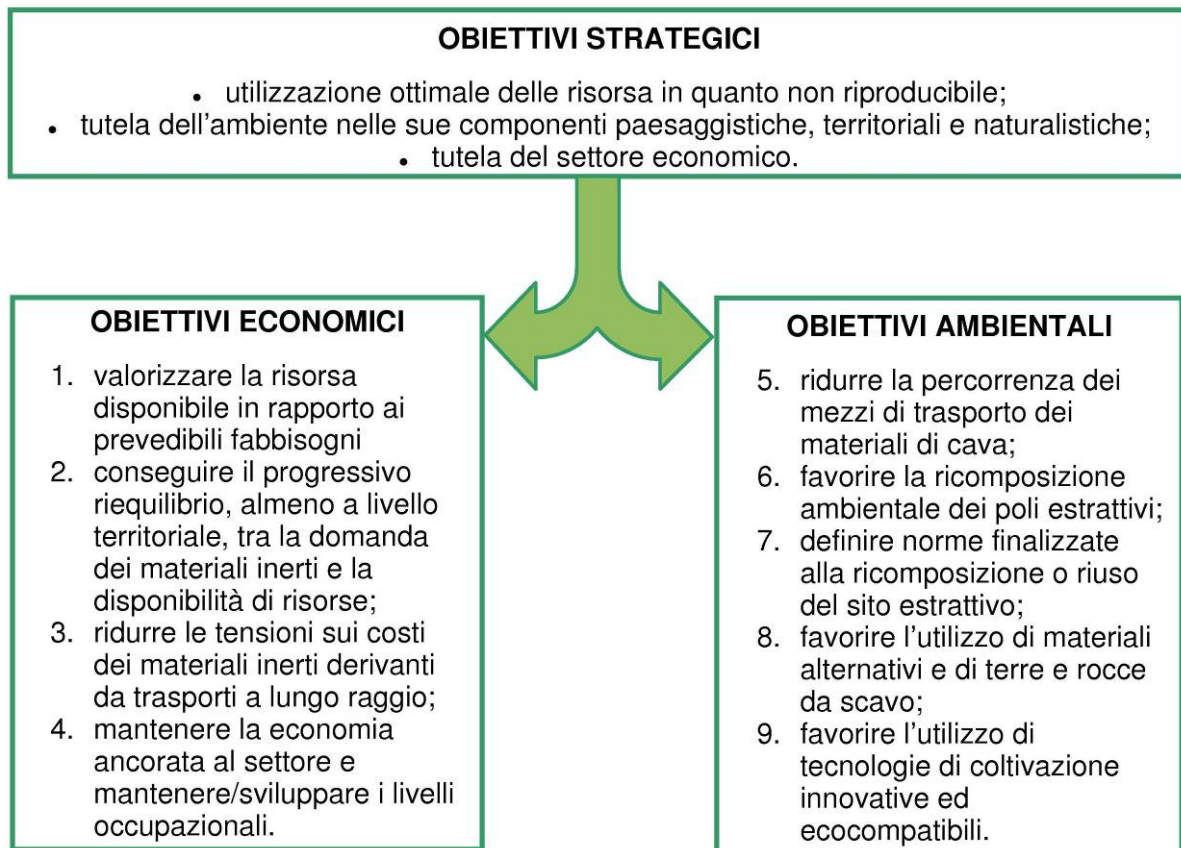 OBIETTIVI STRATEGICI
• utilizzazione ottimale delle risorsa in quanto non riproducibile;
• tutela dell'ambiente nelle sue componenti paesaggistiche, territoriali e naturalistiche;
• tutela del settore economico.
OBIETTIVI ECONOMICI
1. valorizzare la risorsa
disponibile in rapporto ai
prevedibili fabbisogni
2. conseguire il progressivo
riequilibrio, almeno a livello
territoriale, tra la domanda
dei materiali inerti e la
disponibilità di risorse;
3. ridurre le tensioni sui costi
dei materiali inerti derivanti
da trasporti a lungo raggio;
4. mantenere la economia
ancorata al settore e
mantenere/sviluppare i livelli
occupazionali.
OBIETTIVI AMBIENTALI
5. ridurre la percorrenza dei
mezzi di trasporto dei
materiali di cava;
6. favorire la ricomposizione
ambientale dei poli estrattivi;
7. definire norme finalizzate
alla ricomposizione o riuso
del sito estrattivo;
8. favorire l'utilizzo di materiali
alternativi e di terre e rocce
da scavo;
9. favorire l'utilizzo di
tecnologie di coltivazione
innovative ed
ecocompatibili.